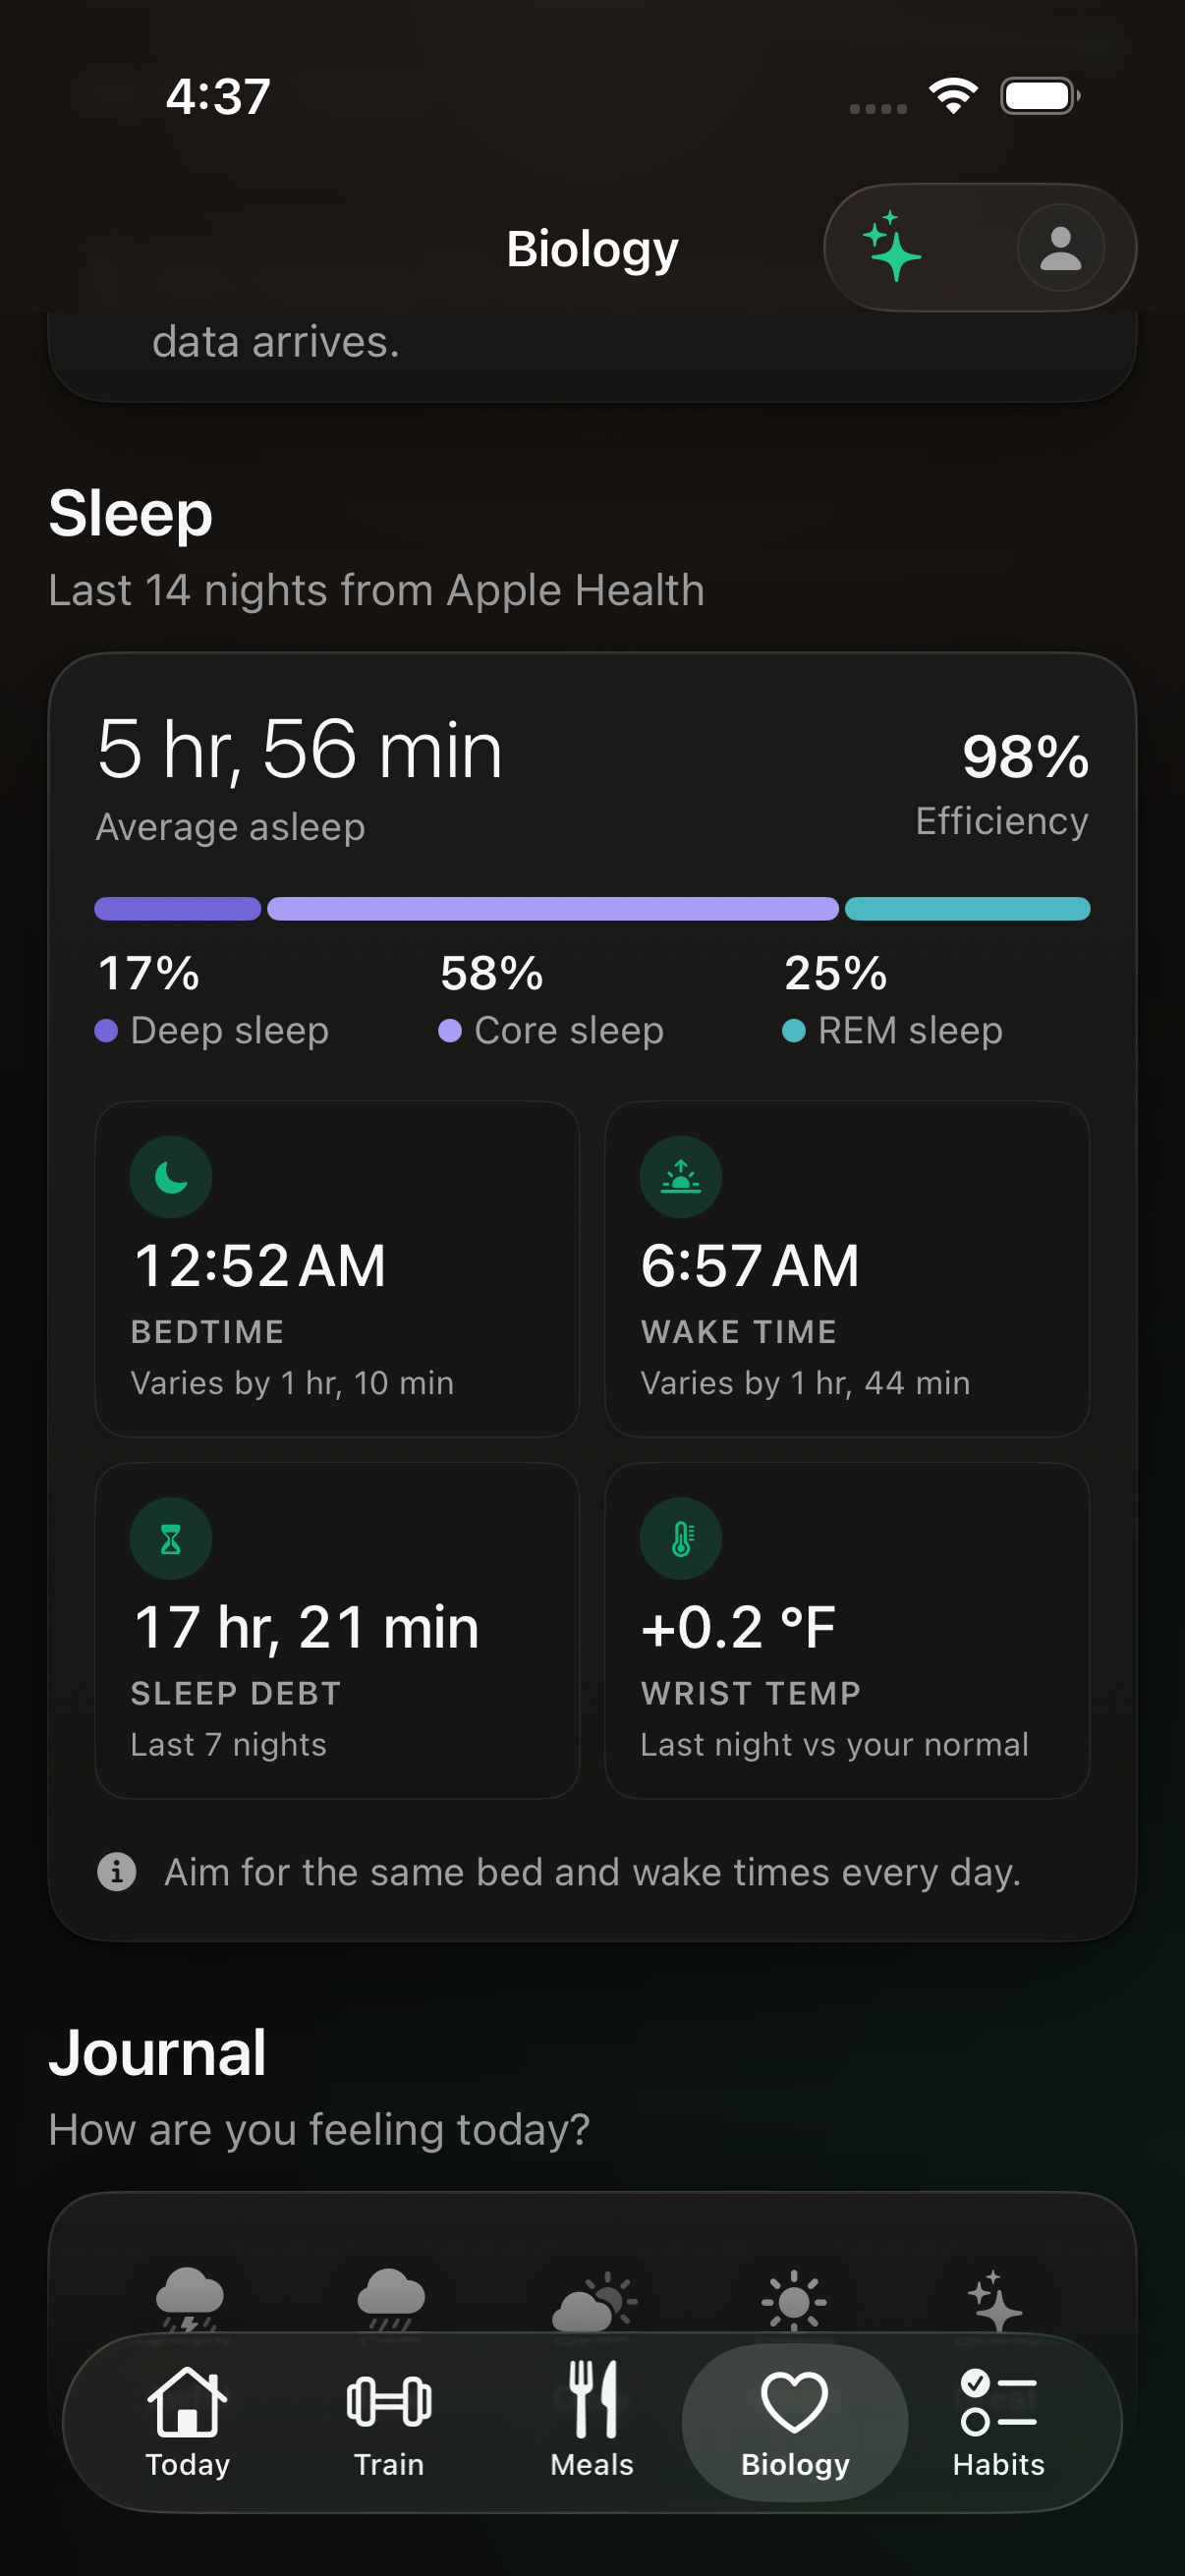 4:37
Biology
data arrives.
Sleep
Last 14 nights from Apple Health
5 hr, 56 min
98%
Average asleep
Efficiency
17%
58%
25%
Deep sleep
Core sleep
REM sleep
12:52 AM
BEDTIME
Varies by 1 hr, 10 min
6:57 AM
WAKE TIME
Varies by 1 hr, 44 min
17 hr, 21 min
SLEEP DEBT
Last 7 nights
+0.2 °F
WRIST TEMP
Last night vs your normal
Aim for the same bed and wake times every day.
Journal
How are you feeling today?
Today
Train
Meals
Biology
Habits